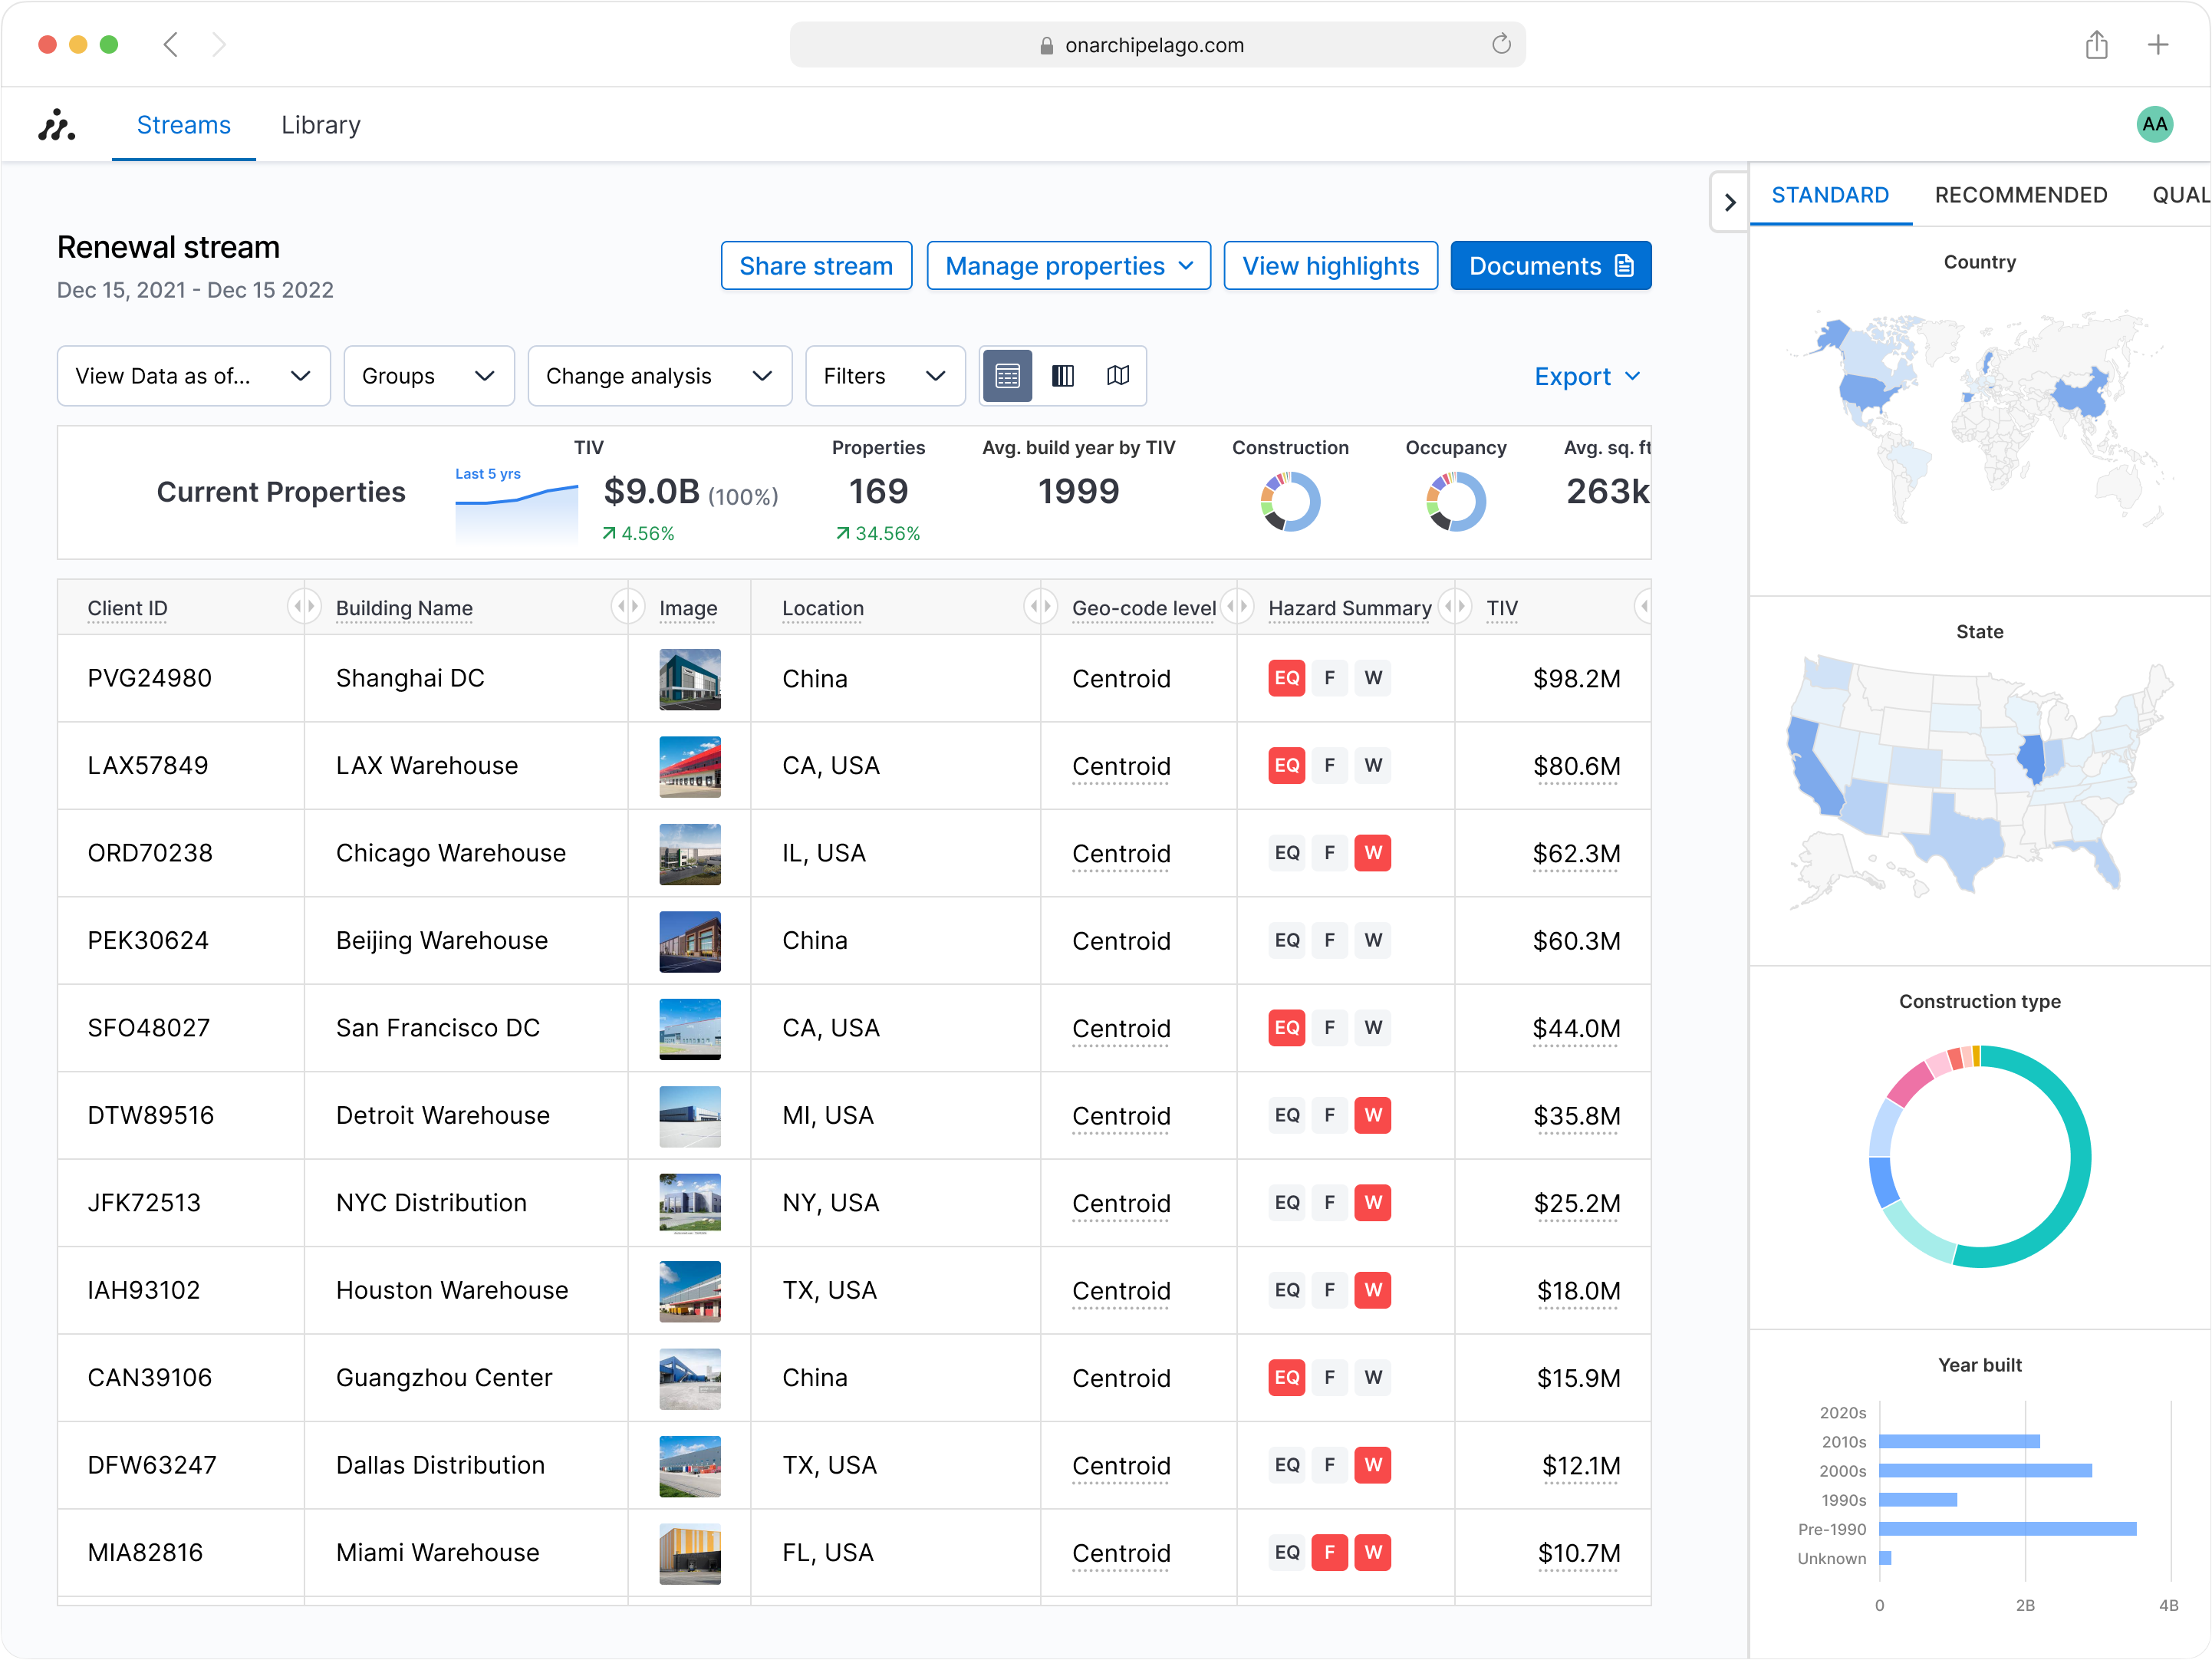 onarchipelago.com
Streams
Library
AA
STANDARD
RECOMMENDED
QUAL
Renewal stream
Dec 15, 2021 - Dec 15 2022
Share stream
Manage properties
View highlights
Documents
View Data as of...
Groups
Change analysis
Filters
Export
Current Properties
Last 5 yrs
TIV
$9.0B (100%)
4.56%
Properties
169
34.56%
Avg. build year by TIV
1999
Construction
Occupancy
Avg. sq. ft
263k
Client ID Building Name Image Location Geo-code level Hazard Summary TIV
PVG24980 Shanghai DC China Centroid EQ F W $98.2M
LAX57849 LAX Warehouse CA, USA Centroid EQ F W $80.6M
ORD70238 Chicago Warehouse IL, USA Centroid EQ F W $62.3M
PEK30624 Beijing Warehouse China Centroid EQ F W $60.3M
SFO48027 San Francisco DC CA, USA Centroid EQ F W $44.0M
DTW89516 Detroit Warehouse MI, USA Centroid EQ F W $35.8M
JFK72513 NYC Distribution NY, USA Centroid EQ F W $25.2M
IAH93102 Houston Warehouse TX, USA Centroid EQ F W $18.0M
CAN39106 Guangzhou Center China Centroid EQ F W $15.9M
DFW63247 Dallas Distribution TX, USA Centroid EQ F W $12.1M
MIA82816 Miami Warehouse FL, USA Centroid EQ F W $10.7M
Country
State
Construction type
Year built
2020s
2010s
2000s
1990s
Pre-1990
Unknown
0 2B 4B